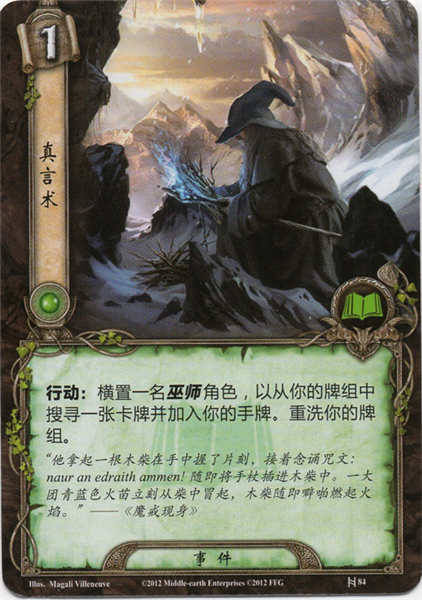 1
真言术
行动：横置一名巫师角色，以从你的牌组中
搜寻一张卡牌并加入你的手牌。重洗你的牌
组。
“他拿起一根木柴在手中握了片刻，接着念诵咒文：
naur an edraith ammen! 随即将手杖插进木柴中。一大
团青蓝色火苗立刻从柴中冒起，木柴随即噼啪燃起火
焰。”——《魔戒现身》
事件
Illus. Magali Villeneuve ©2012 Middle-earth Enterprises ©2012 FFG 84